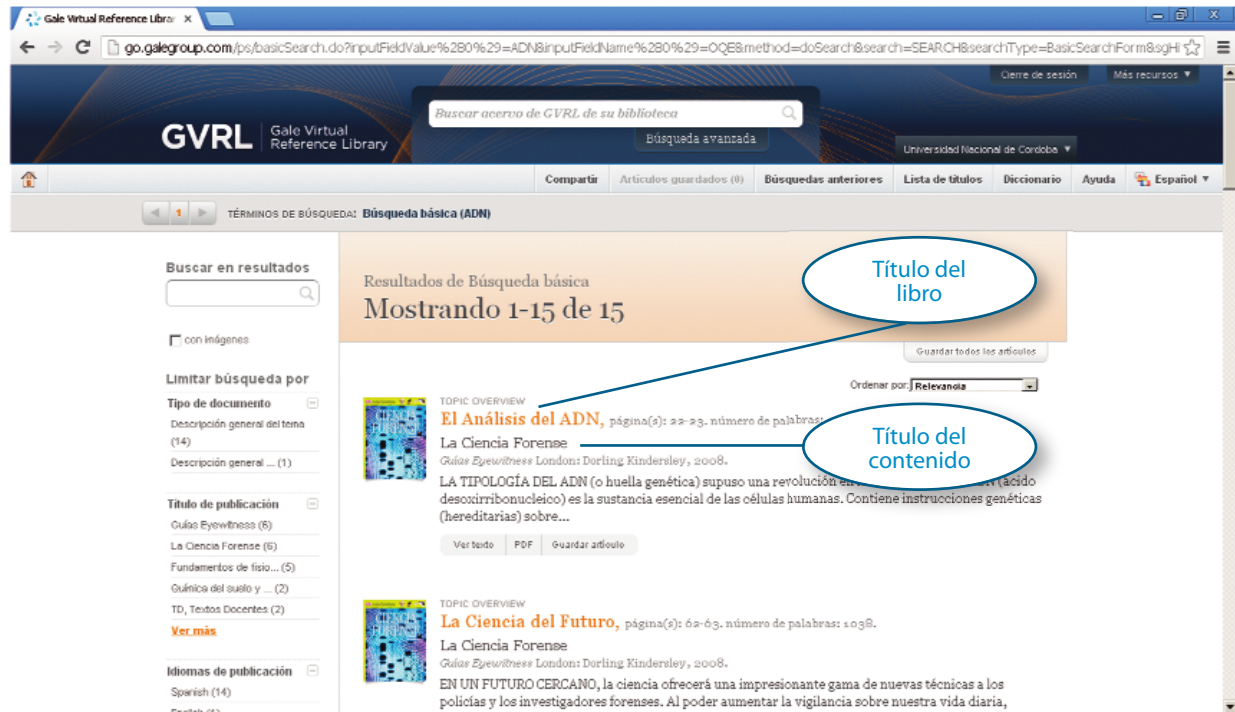 Gale Virtual Reference Librar
go.galegroup.com/ps/basicSearch.do?inputFieldValue%280%29=ADN&inputFieldName%280%29=OQE&method=doSearch&search=SEARCH&searchType=BasicSearchForm&sgHi
Cierre de sesión Más recursos
Buscar acervo de GVRL de su biblioteca
GVRL Gale Virtual Reference Library
Búsqueda avanzada
Universidad Nacional de Cordoba
Compartir Artículos guardados (0) Búsquedas anteriores Lista de títulos Diccionario Ayuda Español
1 TÉRMINOS DE BÚSQUEDA: Búsqueda básica (ADN)
Buscar en resultados
con imágenes
Limitar búsqueda por
Tipo de documento
Descripción general del tema
(14)
Descripción general ... (1)
Título de publicación
Guías Eyewitness (6)
La Ciencia Forense (6)
Fundamentos de fisio... (5)
Química del suelo y ... (2)
TD, Textos Docentes (2)
Ver más
Idiomas de publicación
Spanish (14)
Resultados de Búsqueda básica
Mostrando 1-15 de 15
Título del
libro
Guardar todos los artículos
Ordenar por: Relevancia
CIENCIA
FORENSE
TOPIC OVERVIEW
El Análisis del ADN, página(s): 22-23. número de palabras:
La Ciencia Forense
Guías Eyewitness London: Dorling Kindersley, 2008.
Título del
contenido
LA TIPOLOGÍA DEL ADN (o huella genética) supuso una revolución en (ácido
desoxirribonucleico) es la sustancia esencial de las células humanas. Contiene instrucciones genéticas
(hereditarias) sobre...
Ver texto PDF Guardar artículo
CIENCIA
FORENSE
TOPIC OVERVIEW
La Ciencia del Futuro, página(s): 62-63. número de palabras: 1038.
La Ciencia Forense
Guías Eyewitness London: Dorling Kindersley, 2008.
EN UN FUTURO CERCANO, la ciencia ofrecerá una impresionante gama de nuevas técnicas a los
policías y los investigadores forenses. Al poder aumentar la vigilancia sobre nuestra vida diaria,